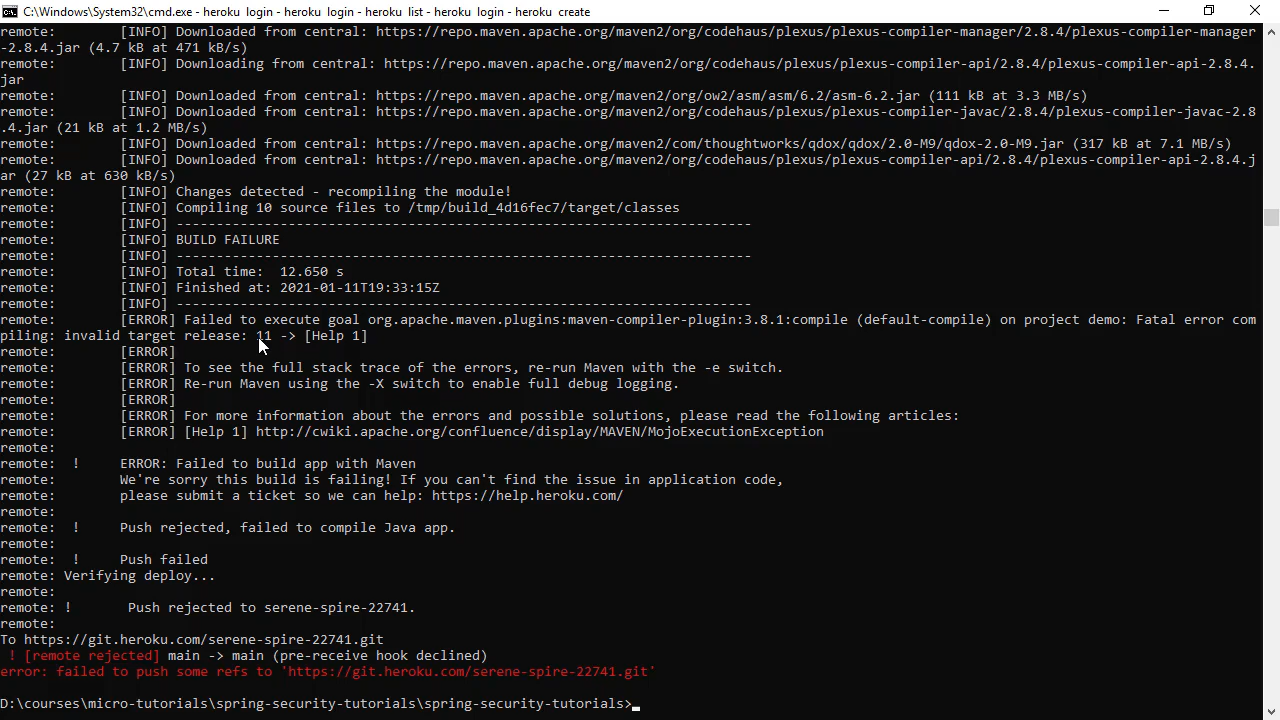 C:\Windows\System32\cmd.exe - heroku  login - heroku  login - heroku  list - heroku  login - heroku  create
remote:        [INFO] Downloaded from central: https://repo.maven.apache.org/maven2/org/codehaus/plexus/plexus-compiler-manager/2.8.4/plexus-compiler-manager
-2.8.4.jar (4.7 kB at 471 kB/s)
remote:        [INFO] Downloading from central: https://repo.maven.apache.org/maven2/org/codehaus/plexus/plexus-compiler-api/2.8.4/plexus-compiler-api-2.8.4.
jar
remote:        [INFO] Downloaded from central: https://repo.maven.apache.org/maven2/org/ow2/asm/asm/6.2/asm-6.2.jar (111 kB at 3.3 MB/s)
remote:        [INFO] Downloaded from central: https://repo.maven.apache.org/maven2/org/codehaus/plexus/plexus-compiler-javac/2.8.4/plexus-compiler-javac-2.8
.4.jar (21 kB at 1.2 MB/s)
remote:        [INFO] Downloaded from central: https://repo.maven.apache.org/maven2/com/thoughtworks/qdox/qdox/2.0-M9/qdox-2.0-M9.jar (317 kB at 7.1 MB/s)
remote:        [INFO] Downloaded from central: https://repo.maven.apache.org/maven2/org/codehaus/plexus/plexus-compiler-api/2.8.4/plexus-compiler-api-2.8.4.j
ar (27 kB at 630 kB/s)
remote:        [INFO] Changes detected - recompiling the module!
remote:        [INFO] Compiling 10 source files to /tmp/build_4d16fec7/target/classes
remote:        [INFO] ------------------------------------------------------------------------
remote:        [INFO] BUILD FAILURE
remote:        [INFO] ------------------------------------------------------------------------
remote:        [INFO] Total time:  12.650 s
remote:        [INFO] Finished at: 2021-01-11T19:33:15Z
remote:        [INFO] ------------------------------------------------------------------------
remote:        [ERROR] Failed to execute goal org.apache.maven.plugins:maven-compiler-plugin:3.8.1:compile (default-compile) on project demo: Fatal error com
piling: invalid target release: 11 -> [Help 1]
remote:        [ERROR]
remote:        [ERROR] To see the full stack trace of the errors, re-run Maven with the -e switch.
remote:        [ERROR] Re-run Maven using the -X switch to enable full debug logging.
remote:        [ERROR]
remote:        [ERROR] For more information about the errors and possible solutions, please read the following articles:
remote:        [ERROR] [Help 1] http://cwiki.apache.org/confluence/display/MAVEN/MojoExecutionException
remote:
remote:  !     ERROR: Failed to build app with Maven
remote:        We're sorry this build is failing! If you can't find the issue in application code,
remote:        please submit a ticket so we can help: https://help.heroku.com/
remote:
remote:  !     Push rejected, failed to compile Java app.
remote:
remote:  !     Push failed
remote: Verifying deploy...
remote:
remote: !       Push rejected to serene-spire-22741.
remote:
To https://git.heroku.com/serene-spire-22741.git
 ! [remote rejected] main -> main (pre-receive hook declined)
error: failed to push some refs to 'https://git.heroku.com/serene-spire-22741.git'
D:\courses\micro-tutorials\spring-security-tutorials\spring-security-tutorials>_